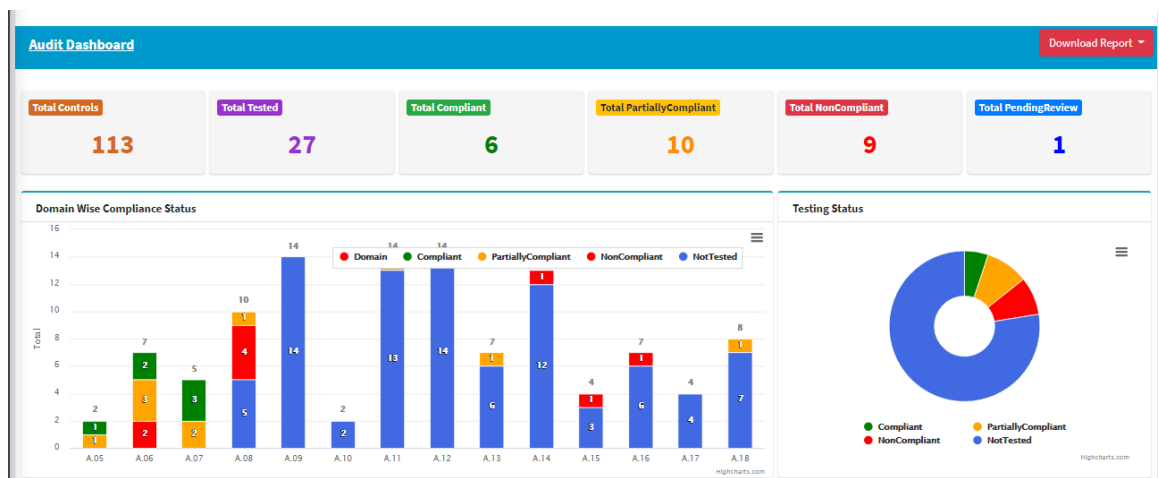 Audit Dashboard
Download Report
Total Controls
Total Tested
Total Compliant
Total PartiallyCompliant
Total NonCompliant
Total PendingReview
113
27
6
10
9
1
Domain Wise Compliance Status
Testing Status
Total
16
14
12
10
8
6
4
2
0
Domain
Compliant
PartiallyCompliant
NonCompliant
NotTested
2
7
5
10
14
2
14
14
7
4
7
4
8
1
1
2
3
2
3
2
1
4
5
14
2
13
14
1
6
1
12
1
3
1
6
4
1
7
A.05
A.06
A.07
A.08
A.09
A.10
A.11
A.12
A.13
A.14
A.15
A.16
A.17
A.18
Highcharts.com
Compliant
PartiallyCompliant
NonCompliant
NotTested
Highcharts.com